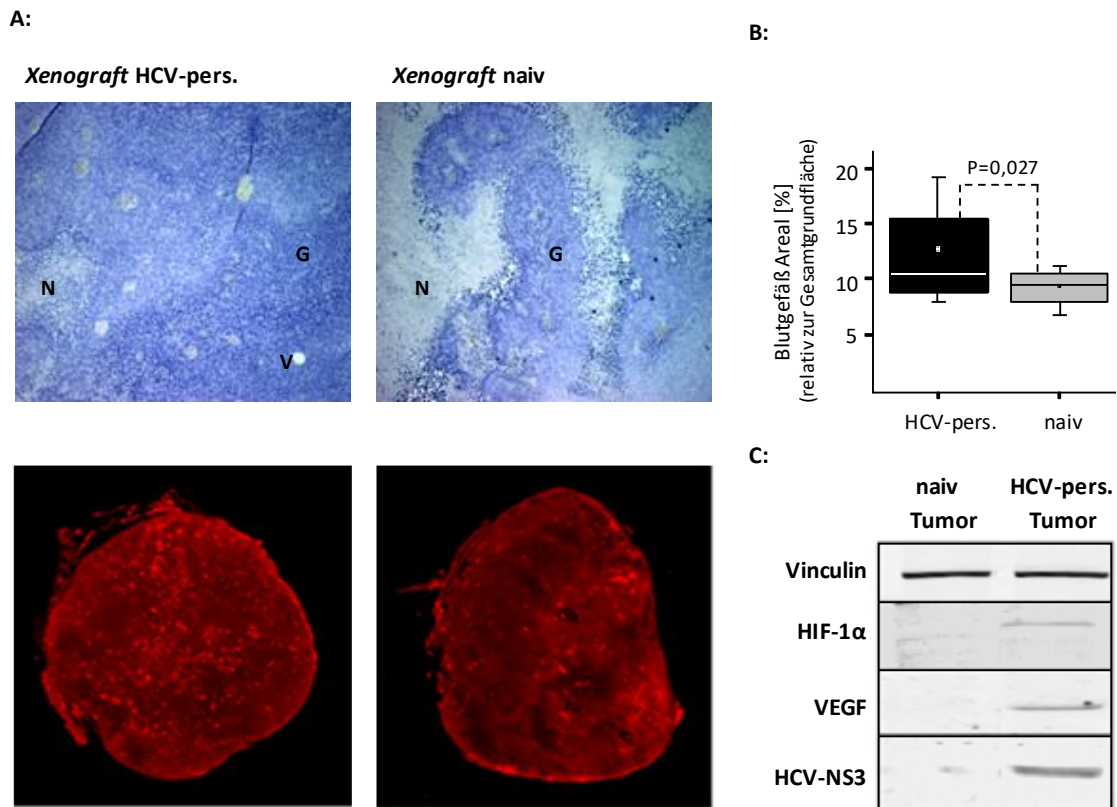 A:
Xenograft HCV-pers.
Xenograft naiv
N
G
V
N
G
B:
Blutgefäß Areal [%]
(relativ zur Gesamtgrundfläche)
20
15
10
5
P=0,027
HCV-pers.
naiv
C:
naiv HCV-pers.
Tumor Tumor
Vinculin
HIF-1α
VEGF
HCV-NS3